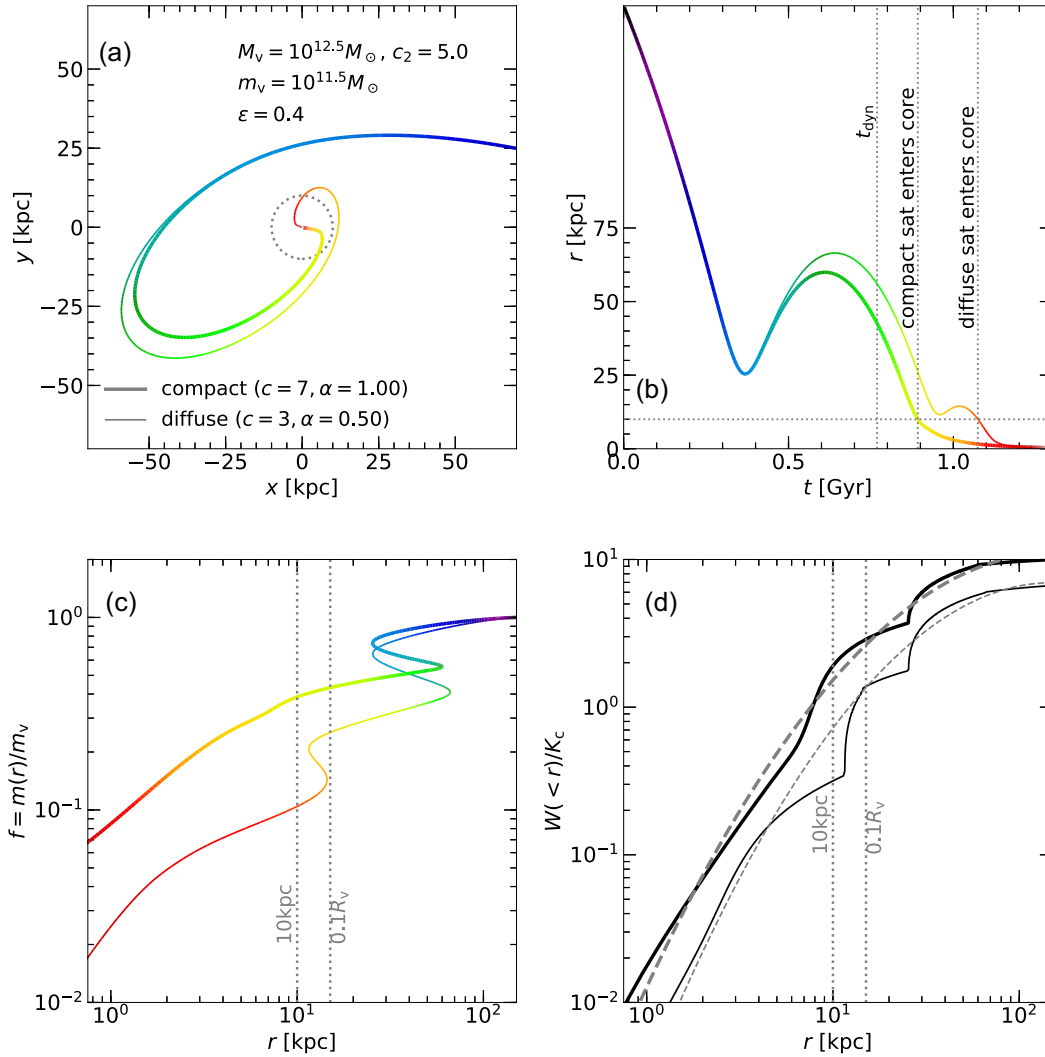 (a)
M_v = 10^12.5 M_⊙, c_2 = 5.0
m_v = 10^11.5 M_⊙
ε = 0.4
50
25
0
−25
−50
y [kpc]
compact (c = 7, α = 1.00)
diffuse (c = 3, α = 0.50)
−50 −25 0 25 50
x [kpc]
(b)
t_dyn
compact sat enters core
diffuse sat enters core
75
50
25
0
r [kpc]
0.0 0.5 1.0
t [Gyr]
(c)
10^0
10^−1
10^−2
f = m(r)/m_v
10kpc
0.1R_v
10^0 10^1 10^2
r [kpc]
(d)
10^1
10^0
10^−1
10^−2
W(< r)/K_c
10kpc
0.1R_v
10^0 10^1 10^2
r [kpc]